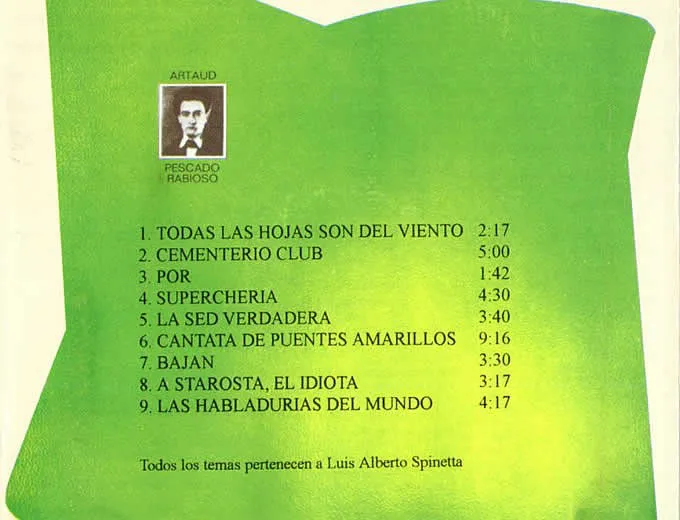 ARTAUD
PESCADO
RABIOSO
1. TODAS LAS HOJAS SON DEL VIENTO 2:17
2. CEMENTERIO CLUB 5:00
3. POR 1:42
4. SUPERCHERIA 4:30
5. LA SED VERDADERA 3:40
6. CANTATA DE PUENTES AMARILLOS 9:16
7. BAJAN 3:30
8. A STAROSTA, EL IDIOTA 3:17
9. LAS HABLADURIAS DEL MUNDO 4:17
Todos los temas pertenecen a Luis Alberto Spinetta